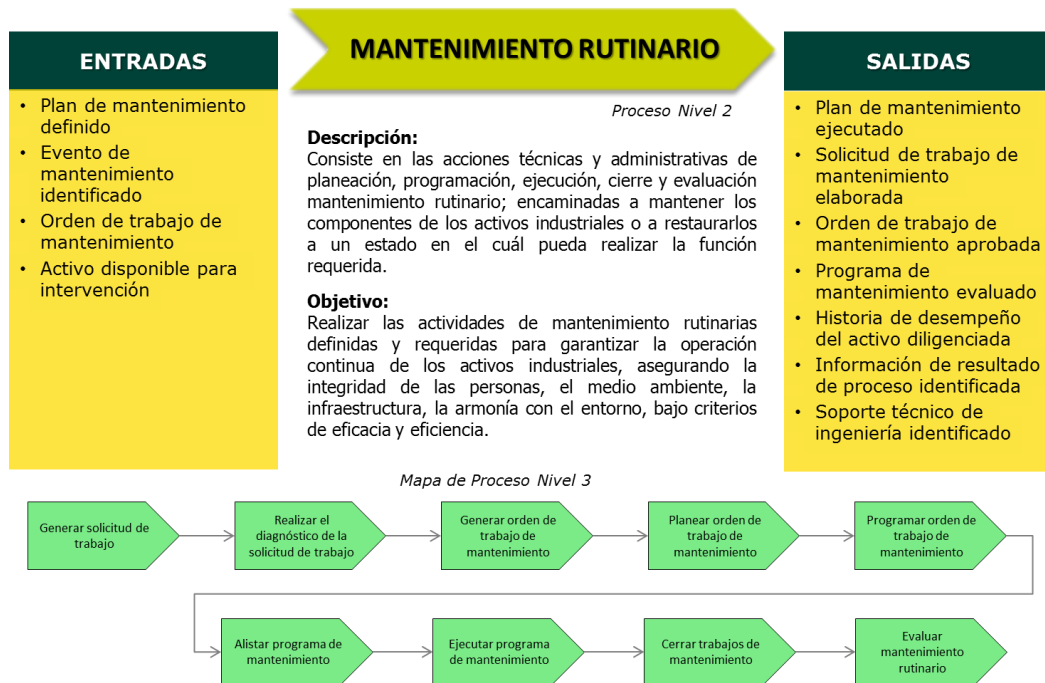 ENTRADAS
• Plan de mantenimiento
definido
• Evento de
mantenimiento
identificado
• Orden de trabajo de
mantenimiento
• Activo disponible para
intervención
MANTENIMIENTO RUTINARIO
Proceso Nivel 2
Descripción:
Consiste en las acciones técnicas y administrativas de
planeación, programación, ejecución, cierre y evaluación
mantenimiento rutinario; encaminadas a mantener los
componentes de los activos industriales o a restaurarlos
a un estado en el cuál pueda realizar la función
requerida.
Objetivo:
Realizar las actividades de mantenimiento rutinarias
definidas y requeridas para garantizar la operación
continua de los activos industriales, asegurando la
integridad de las personas, el medio ambiente, la
infraestructura, la armonía con el entorno, bajo criterios
de eficacia y eficiencia.
SALIDAS
• Plan de mantenimiento
ejecutado
• Solicitud de trabajo de
mantenimiento
elaborada
• Orden de trabajo de
mantenimiento aprobada
• Programa de
mantenimiento evaluado
• Historia de desempeño
del activo diligenciada
• Información de resultado
de proceso identificada
• Soporte técnico de
ingeniería identificado
Mapa de Proceso Nivel 3
Generar solicitud de
trabajo
Realizar el
diagnóstico de la
solicitud de trabajo
Generar orden de
trabajo de
mantenimiento
Planear orden de
trabajo de
mantenimiento
Programar orden de
trabajo de
mantenimiento
Alistar programa de
mantenimiento
Ejecutar programa
de mantenimiento
Cerrar trabajos de
mantenimiento
Evaluar
mantenimiento
rutinario